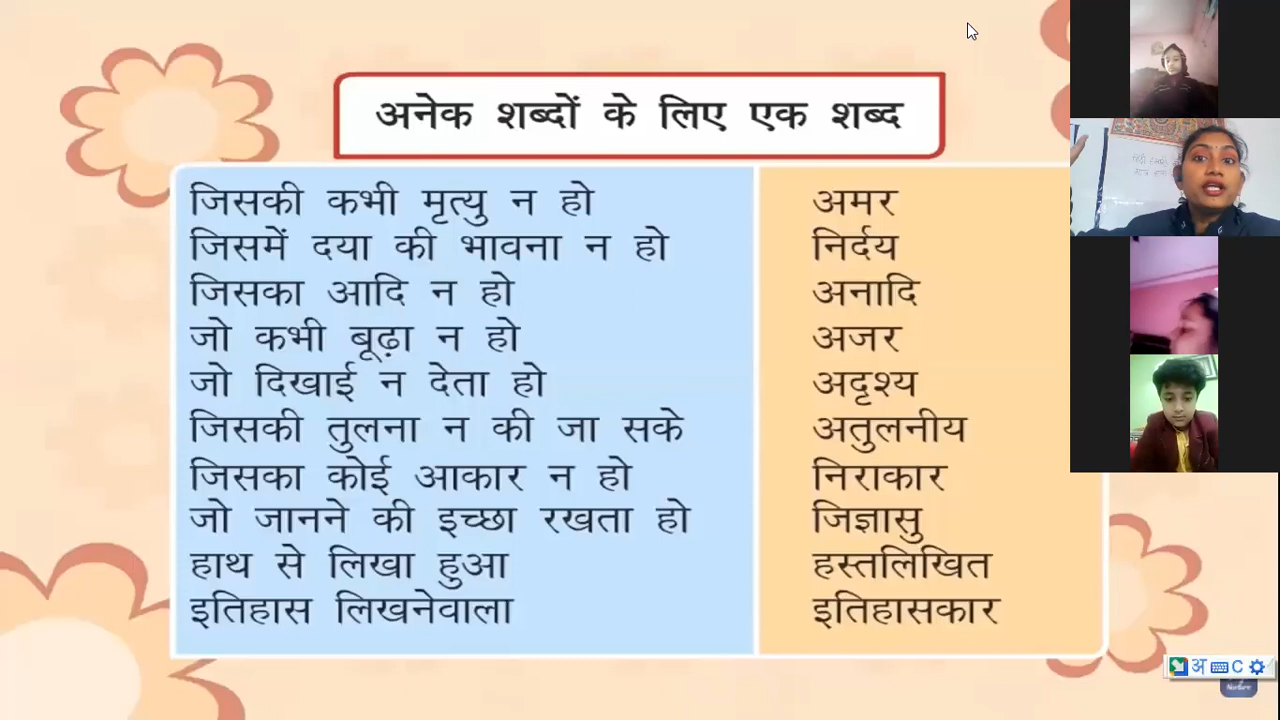 अनेक शब्दों के लिए एक शब्द
जिसकी कभी मृत्यु न हो अमर
जिसमें दया की भावना न हो निर्दय
जिसका आदि न हो अनादि
जो कभी बूढ़ा न हो अजर
जो दिखाई न देता हो अदृश्य
जिसकी तुलना न की जा सके अतुलनीय
जिसका कोई आकार न हो निराकार
जो जानने की इच्छा रखता हो जिज्ञासु
हाथ से लिखा हुआ हस्तलिखित
इतिहास लिखनेवाला इतिहासकार
अ C